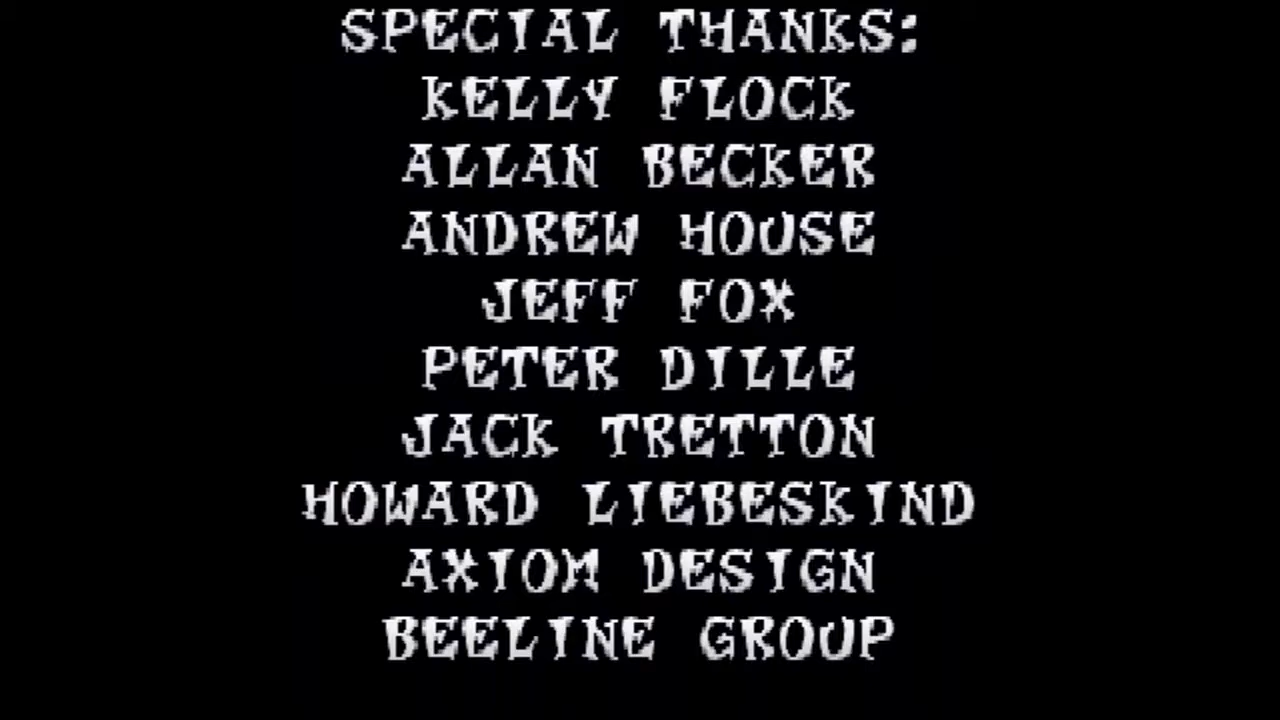 SPECIAL THANKS:
KELLY FLOCK
ALLAN BECKER
ANDREW HOUSE
JEFF FOX
PETER DILLE
JACK TRETTON
HOWARD LIEBESKIND
AXIOM DESIGN
BEELINE GROUP